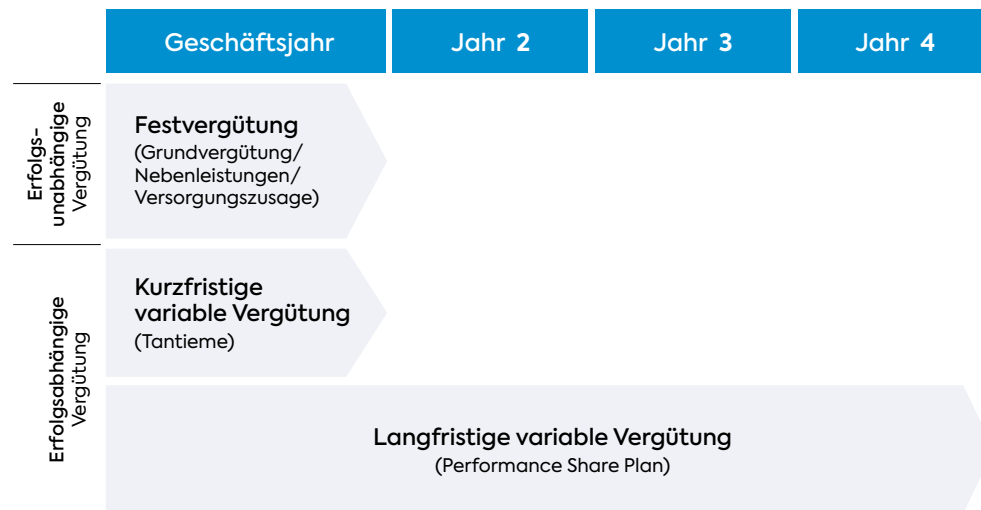 Geschäftsjahr
Jahr 2
Jahr 3
Jahr 4
Erfolgs-
unabhängige
Vergütung
Festvergütung
(Grundvergütung/
Nebenleistungen/
Versorgungszusage)
Erfolgsabhängige
Vergütung
Kurzfristige
variable Vergütung
(Tantieme)
Langfristige variable Vergütung
(Performance Share Plan)